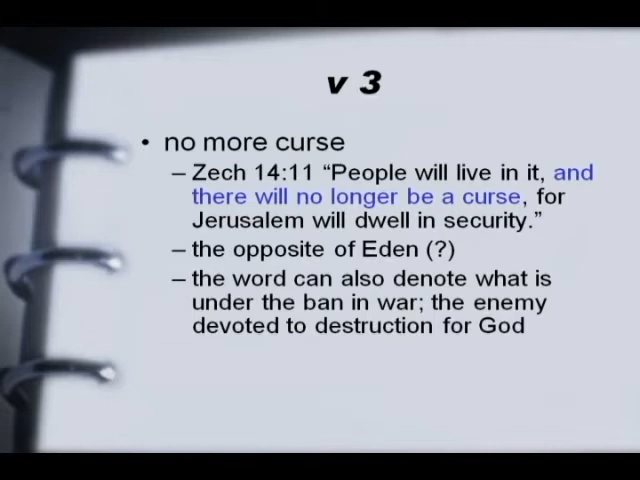 v 3
• no more curse
– Zech 14:11 “People will live in it, and
there will no longer be a curse, for
Jerusalem will dwell in security.”
– the opposite of Eden (?)
– the word can also denote what is
under the ban in war; the enemy
devoted to destruction for God